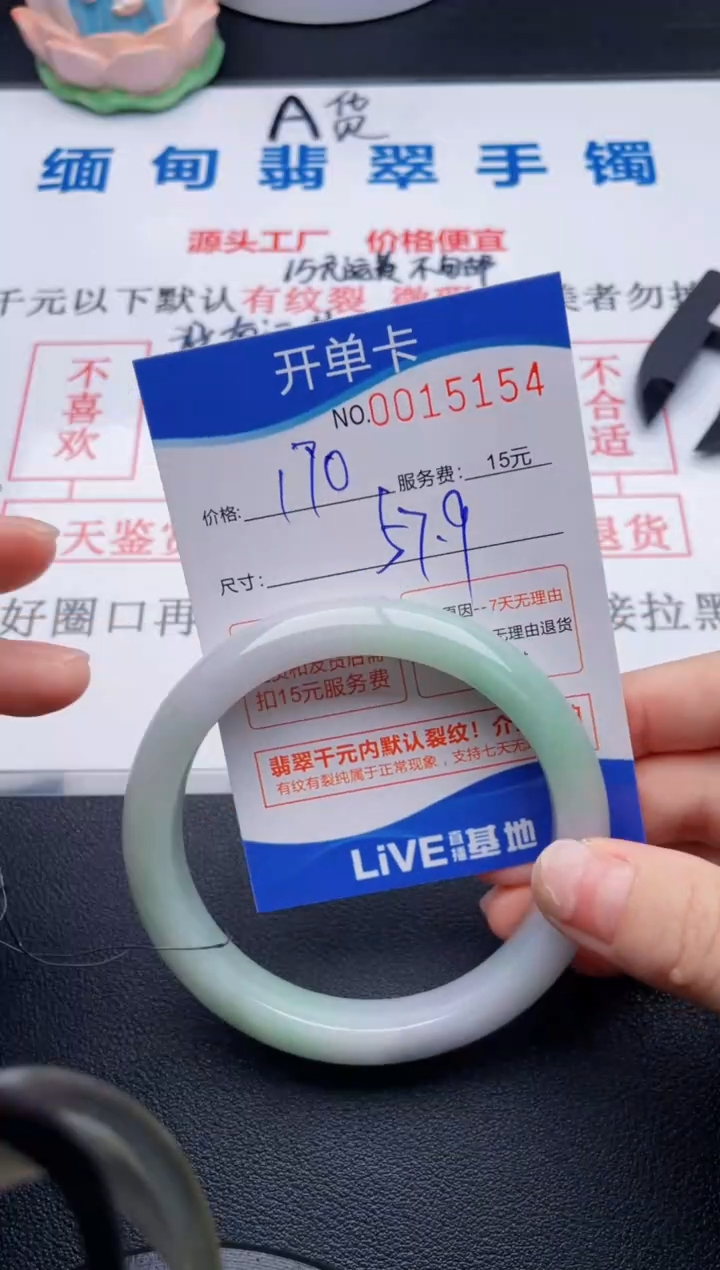 A货
缅甸翡翠手镯
源头工厂 价格便宜
15元运费 不包邮
千元以下默认有纹裂
者勿
不喜欢
不合适
天鉴
退货
好圈口再
接拉黑
开单卡
NO.0015154
价格: 170 服务费: 15元
尺寸: 57.9
原因--7天无理由
无理由退货
扣15元服务费
翡翠千元内默认裂纹！介
有纹有裂纯属于正常现象，支持七天无
LiVE直播基地